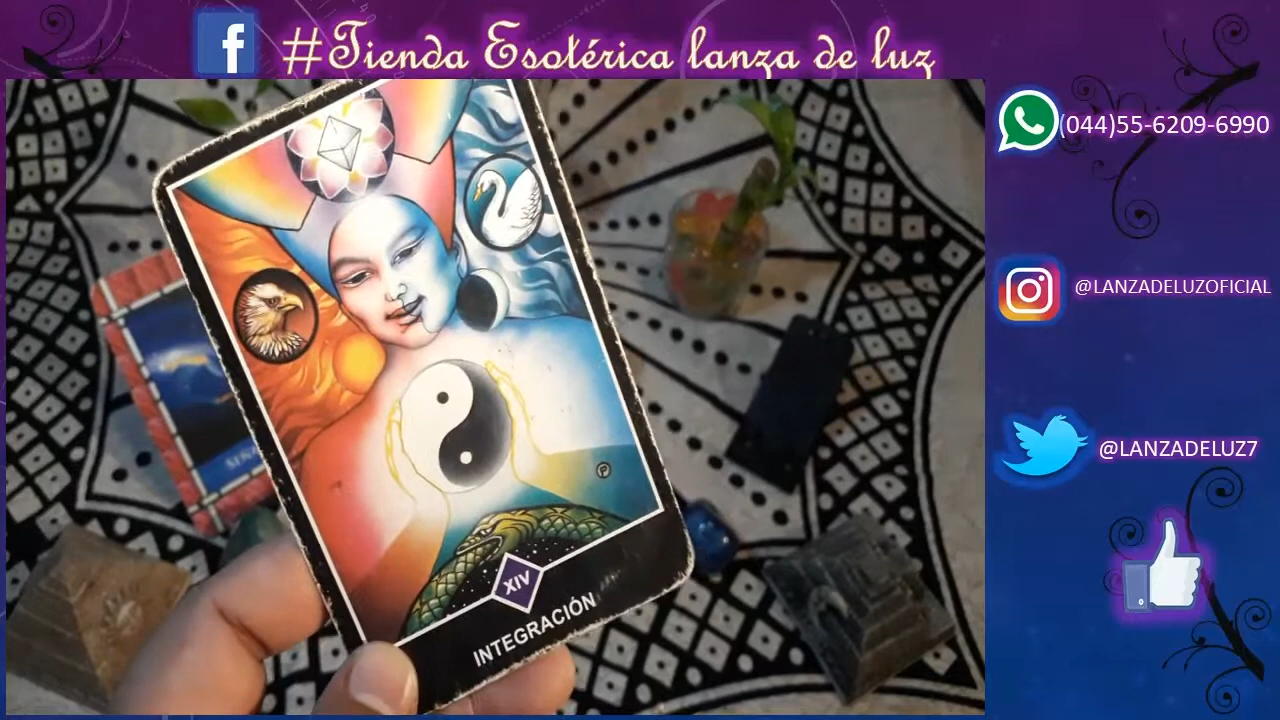 #Tienda Esotérica lanza de luz
(044)55-6209-6990
@LANZADELUZOFICIAL
@LANZADELUZ7
XIV
INTEGRACIÓN